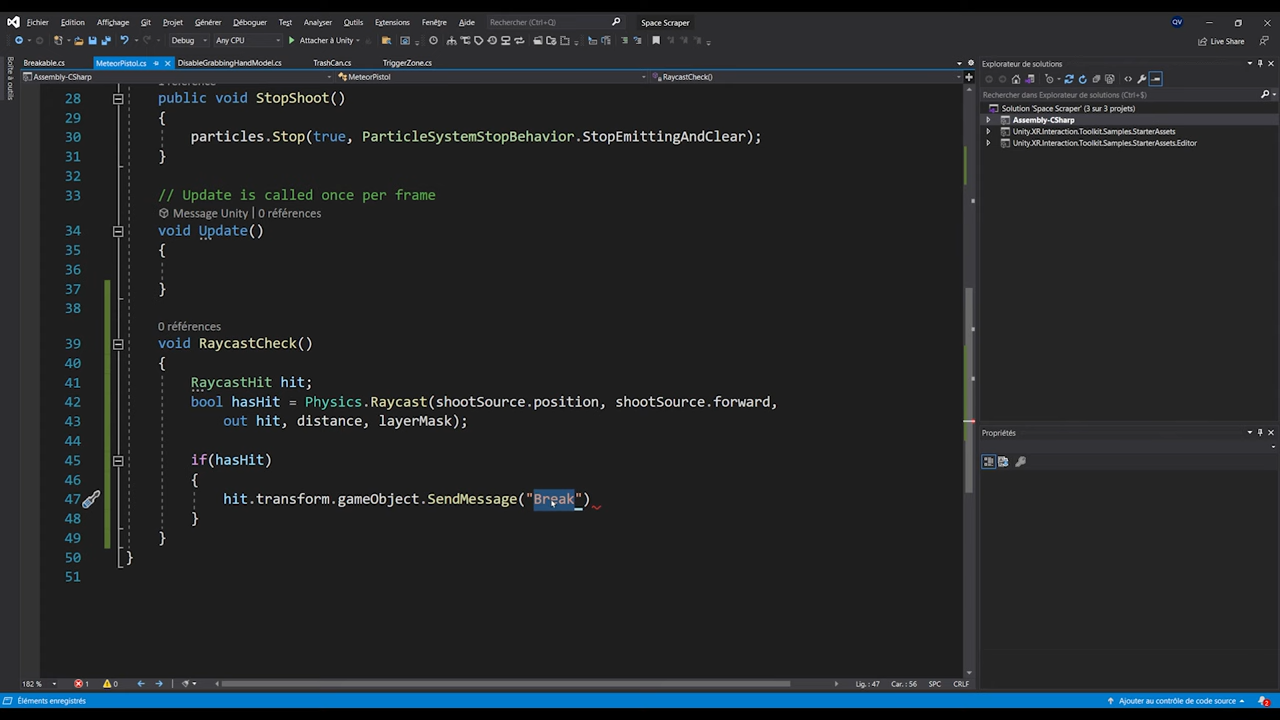 Fichier Edition Affichage Git Projet Générer Déboguer Test Analyser Outils Extensions Fenêtre Aide Rechercher (Ctrl+Q) Space Scraper QV
Debug Any CPU Attacher à Unity Live Share
Breakable.cs MeteorPistol.cs DisableGrabbingHandModel.cs TrashCan.cs TriggerZone.cs
Assembly-CSharp MeteorPistol RaycastCheck()
Boîte à outils
28 public void StopShoot()
29 {
30 particles.Stop(true, ParticleSystemStopBehavior.StopEmittingAndClear);
31 }
32
33 // Update is called once per frame
Message Unity | 0 références
34 void Update()
35 {
36
37 }
38
0 références
39 void RaycastCheck()
40 {
41 RaycastHit hit;
42 bool hasHit = Physics.Raycast(shootSource.position, shootSource.forward,
43 out hit, distance, layerMask);
44
45 if(hasHit)
46 {
47 hit.transform.gameObject.SendMessage("Break")
48 }
49 }
50 }
51
182 % 1 0 Lig : 47 Car : 56 SPC CRLF
Explorateur de solutions
Rechercher dans Explorateur de solutions (Ctrl+$)
Solution 'Space Scraper' (3 sur 3 projets)
Assembly-CSharp
Unity.XR.Interaction.Toolkit.Samples.StarterAssets
Unity.XR.Interaction.Toolkit.Samples.StarterAssets.Editor
Propriétés
Éléments enregistrés Ajouter au contrôle de code source 2